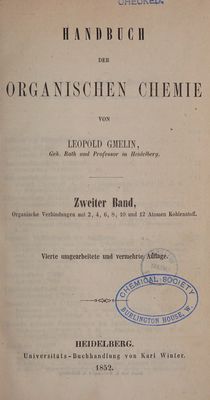 CHECKED.
HANDBUCH
DER
ORGANISCHEN CHEMIE
VON
LEOPOLD GMELIN,
Geh. Rath und Professor in Heidelberg.
Zweiter Band,
Organische Verbindungen mit 2, 4, 6, 8, 10 und 12 Atomen Kohlenstoff.
Vierte umgearbeitete und vermehrte Auflage.
CHEMICAL SOCIETY
BURLINGTON HOUSE, W.
HEIDELBERG.
Universitäts-Buchhandlung von Karl Winter.
1852.